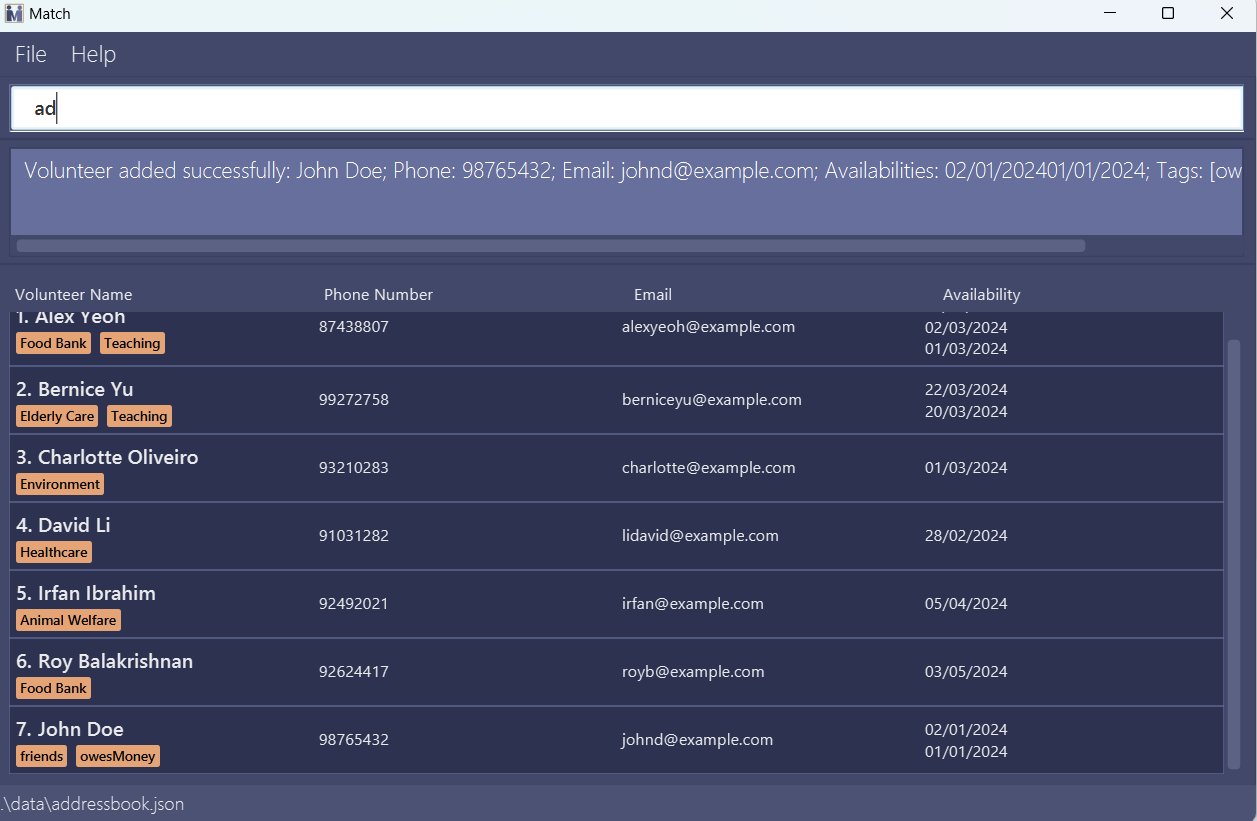 Match
File Help
ad
Volunteer added successfully: John Doe; Phone: 98765432; Email: johnd@example.com; Availabilities: 02/01/202401/01/2024; Tags: [ow
Volunteer Name Phone Number Email Availability
1. Alex Yeoh
Food Bank Teaching
87438807
alexyeoh@example.com
02/03/2024
01/03/2024
2. Bernice Yu
Elderly Care Teaching
99272758
berniceyu@example.com
22/03/2024
20/03/2024
3. Charlotte Oliveiro
Environment
93210283
charlotte@example.com
01/03/2024
4. David Li
Healthcare
91031282
lidavid@example.com
28/02/2024
5. Irfan Ibrahim
Animal Welfare
92492021
irfan@example.com
05/04/2024
6. Roy Balakrishnan
Food Bank
92624417
royb@example.com
03/05/2024
7. John Doe
friends owesMoney
98765432
johnd@example.com
02/01/2024
01/01/2024
.\data\addressbook.json